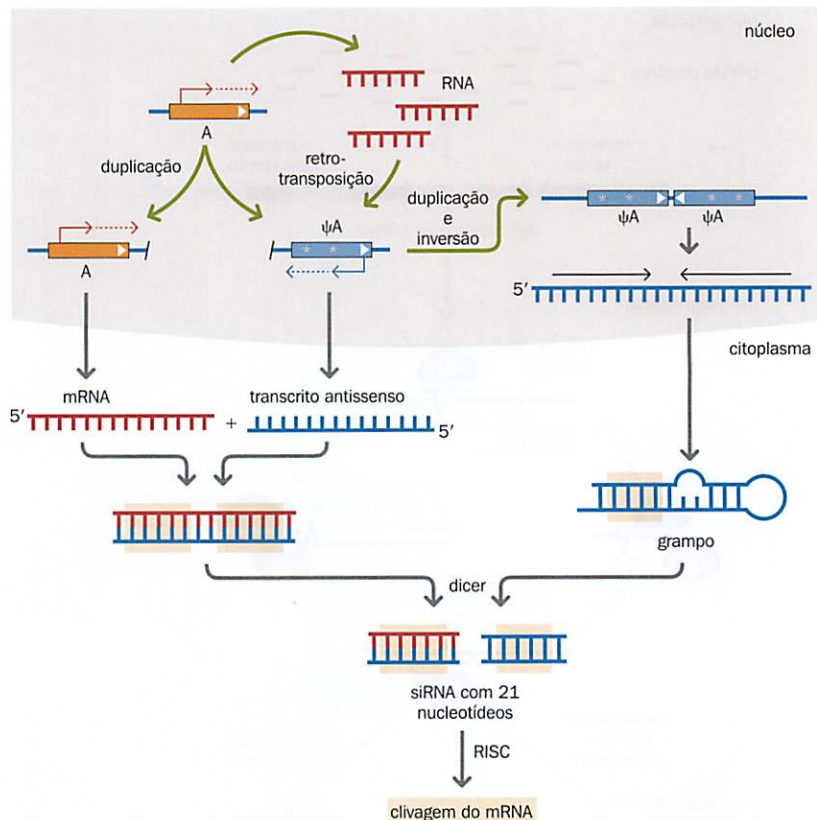 núcleo
RNA
A
duplicação
retro-
transposição
duplicação
e
inversão
ψA
ψA
ψA
A
5′
citoplasma
mRNA
transcrito antissenso
5′
+
5′
grampo
dicer
siRNA com 21
nucleotídeos
RISC
clivagem do mRNA